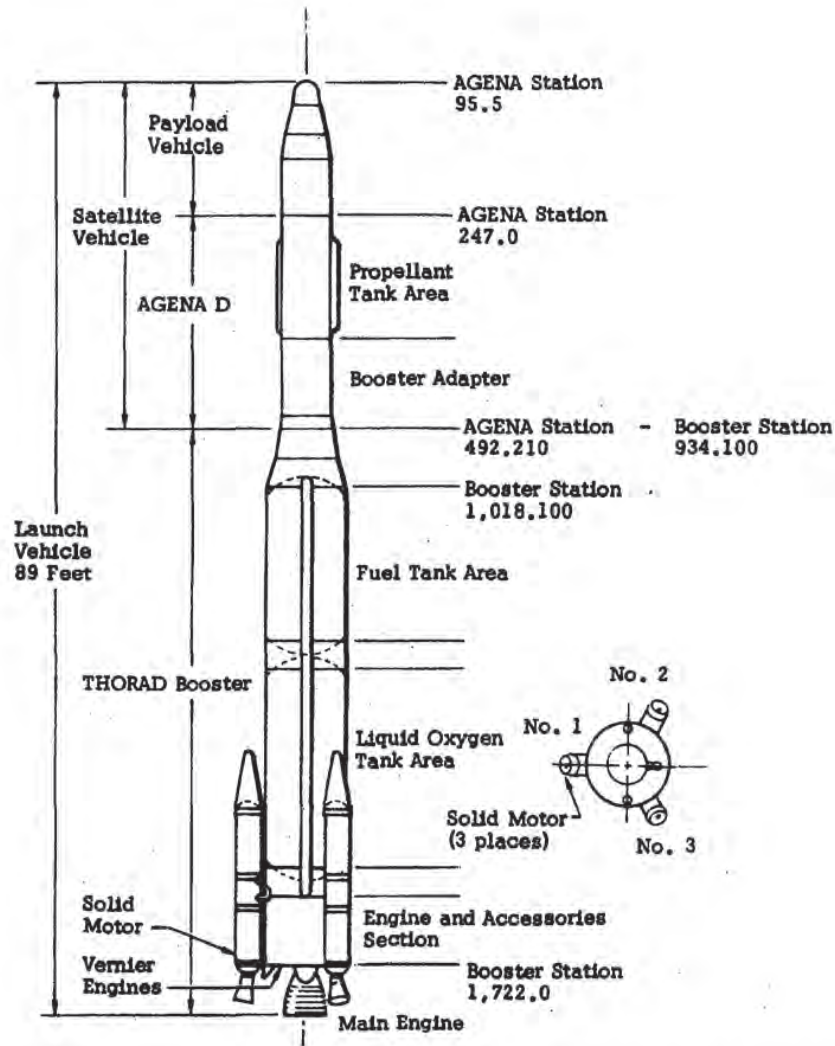 AGENA Station
95.5
Payload
Vehicle
Satellite
Vehicle
AGENA Station
247.0
Propellant
Tank Area
AGENA D
Booster Adapter
AGENA Station - Booster Station
492.210 934.100
Booster Station
1,018.100
Launch
Vehicle
89 Feet
Fuel Tank Area
THORAD Booster
No. 2
No. 1
Liquid Oxygen
Tank Area
Solid Motor
(3 places)
No. 3
Solid
Motor
Engine and Accessories
Section
Vernier
Engines
Booster Station
1,722.0
Main Engine